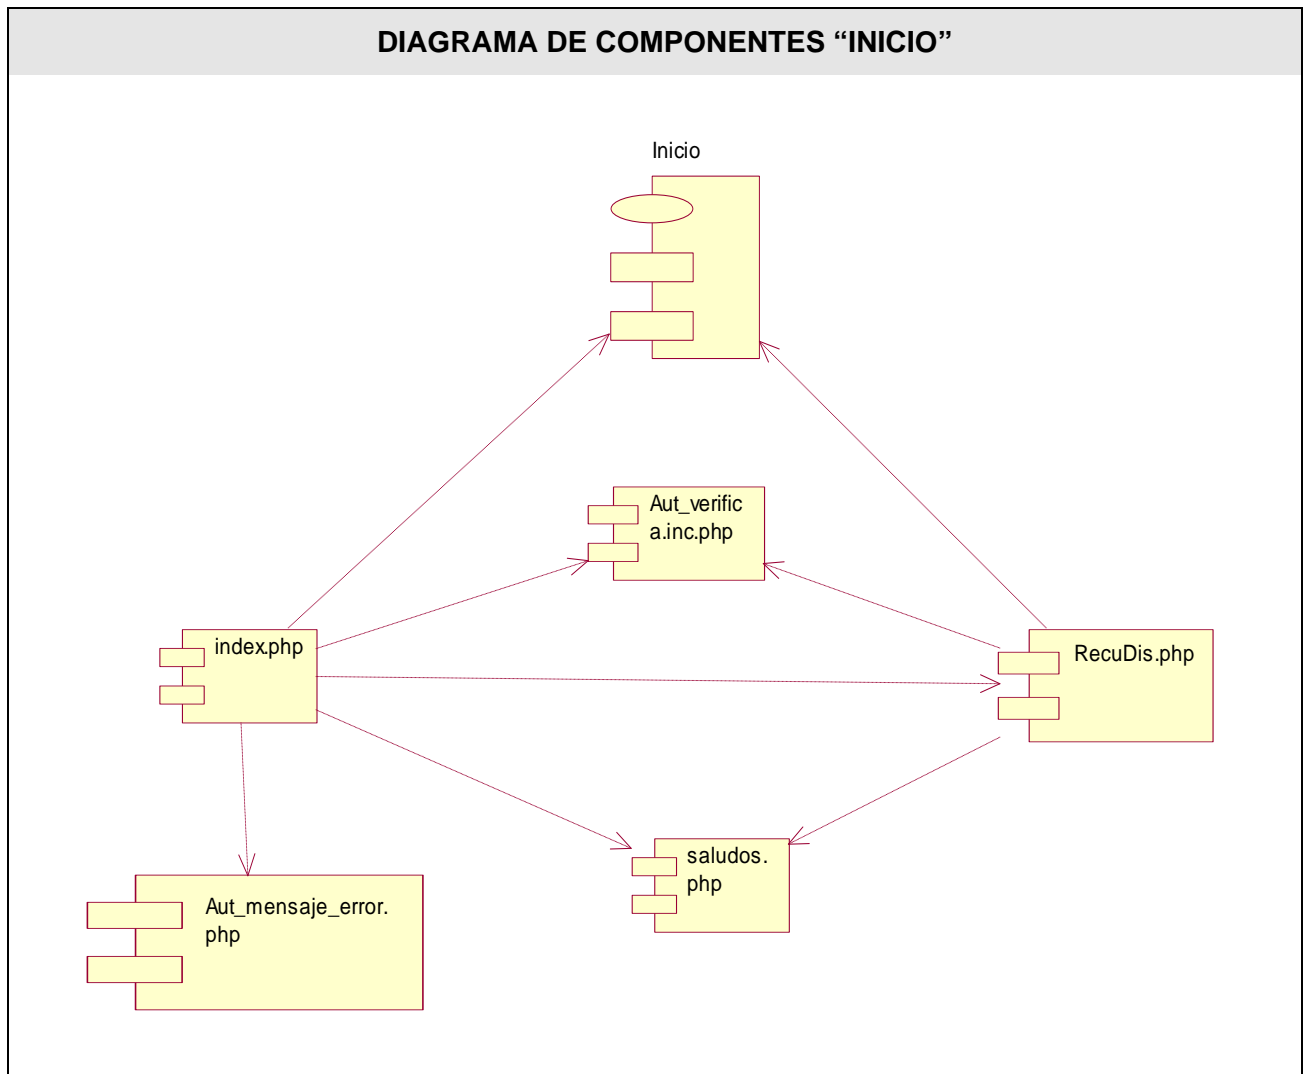 DIAGRAMA DE COMPONENTES “INICIO”
Inicio
Aut_verific
a.inc.php
index.php
RecuDis.php
saludos.
php
Aut_mensaje_error.
php